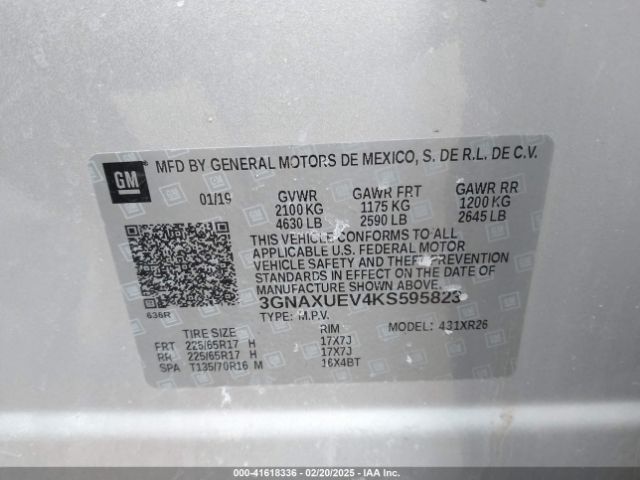 GM ® MFD BY GENERAL MOTORS DE MEXICO, S. DE R.L. DE C.V.
01/19 GVWR GAWR FRT GAWR RR
2100 KG 1175 KG 1200 KG
4630 LB 2590 LB 2645 LB
THIS VEHICLE CONFORMS TO ALL
APPLICABLE U.S. FEDERAL MOTOR
VEHICLE SAFETY AND THEFT PREVENTION
STANDARDS IN EFFECT ON THE DATE OF
MANUFACTURE SHOWN ABOVE.
3GNAXUEV4KS595823
636R TYPE: M.P.V.
TIRE SIZE RIM MODEL: 431XR26
FRT 225/65R17 H 17X7J
RR 225/65R17 H 17X7J
SPA T135/70R16 M 16X4BT
000-41618336 - 02/20/2025 - IAAI.COM